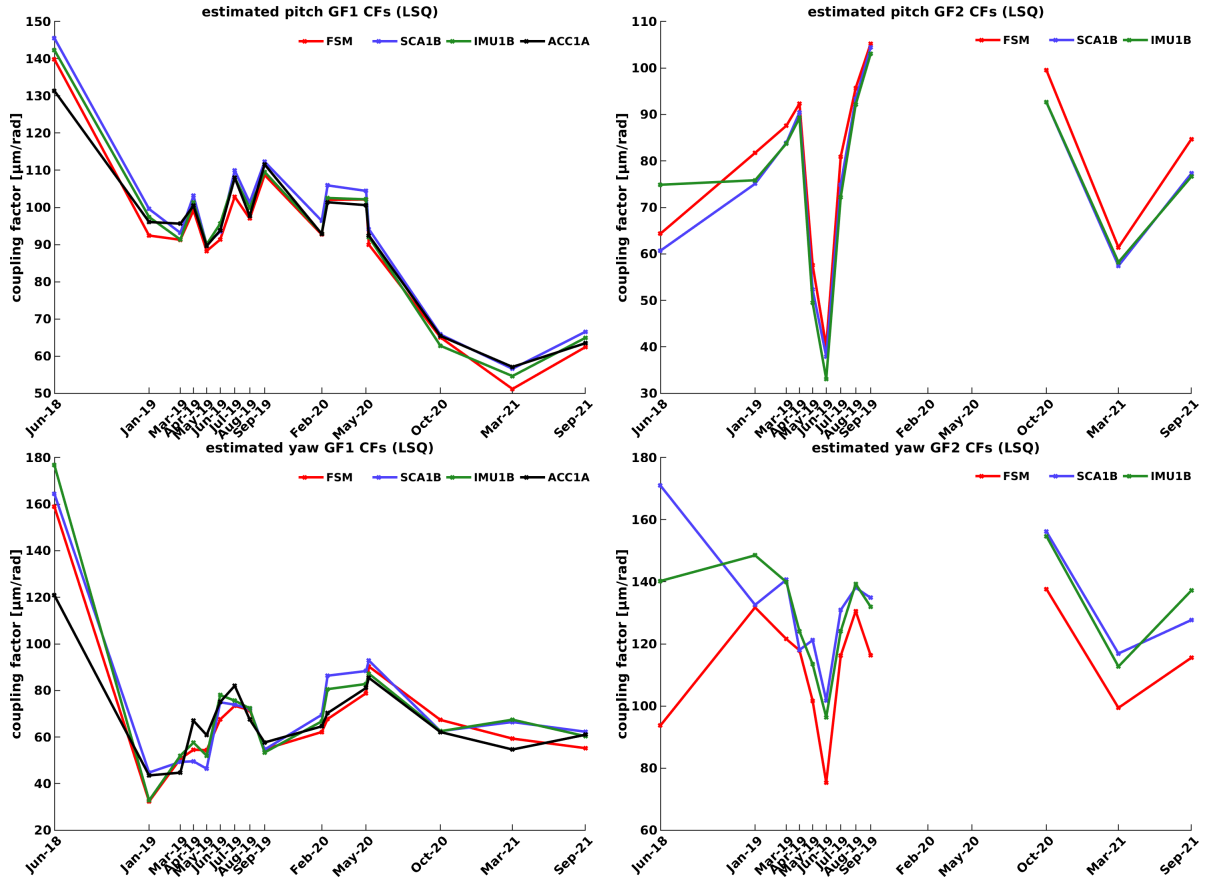 estimated pitch GF1 CFs (LSQ)
FSM SCA1B IMU1B ACC1A
coupling factor [µm/rad]
150
140
130
120
110
100
90
80
70
60
50
Jun-18 Jan-19 Mar-19 Apr-19 May-19 Jun-19 Jul-19 Aug-19 Sep-19 Feb-20 May-20 Oct-20 Mar-21 Sep-21
estimated pitch GF2 CFs (LSQ)
FSM SCA1B IMU1B
coupling factor [µm/rad]
110
100
90
80
70
60
50
40
30
Jun-18 Jan-19 Mar-19 Apr-19 May-19 Jun-19 Jul-19 Aug-19 Sep-19 Feb-20 May-20 Oct-20 Mar-21 Sep-21
estimated yaw GF1 CFs (LSQ)
FSM SCA1B IMU1B ACC1A
coupling factor [µm/rad]
180
160
140
120
100
80
60
40
20
Jun-18 Jan-19 Mar-19 Apr-19 May-19 Jun-19 Jul-19 Aug-19 Sep-19 Feb-20 May-20 Oct-20 Mar-21 Sep-21
estimated yaw GF2 CFs (LSQ)
FSM SCA1B IMU1B
coupling factor [µm/rad]
180
160
140
120
100
80
60
Jun-18 Jan-19 Mar-19 Apr-19 May-19 Jun-19 Jul-19 Aug-19 Sep-19 Feb-20 May-20 Oct-20 Mar-21 Sep-21